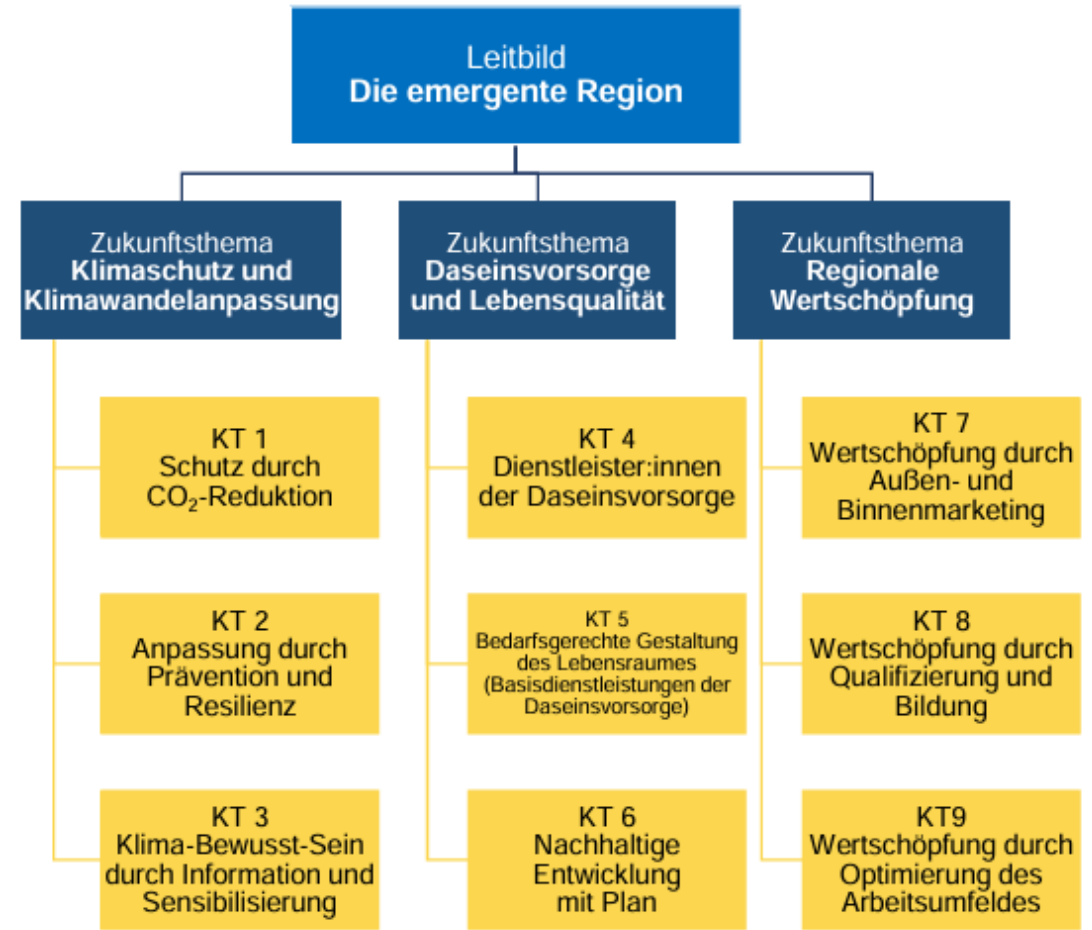 Leitbild
Die emergente Region
Zukunftsthema
Klimaschutz und
Klimawandelanpassung
KT 1
Schutz durch
CO₂-Reduktion
KT 2
Anpassung durch
Prävention und
Resilienz
KT 3
Klima-Bewusst-Sein
durch Information und
Sensibilisierung
Zukunftsthema
Daseinsvorsorge
und Lebensqualität
KT 4
Dienstleister:innen
der Daseinsvorsorge
KT 5
Bedarfsgerechte Gestaltung
des Lebensraumes
(Basisdienstleistungen der
Daseinsvorsorge)
KT 6
Nachhaltige
Entwicklung
mit Plan
Zukunftsthema
Regionale
Wertschöpfung
KT 7
Wertschöpfung durch
Außen- und
Binnenmarketing
KT 8
Wertschöpfung durch
Qualifizierung und
Bildung
KT9
Wertschöpfung durch
Optimierung des
Arbeitsumfeldes